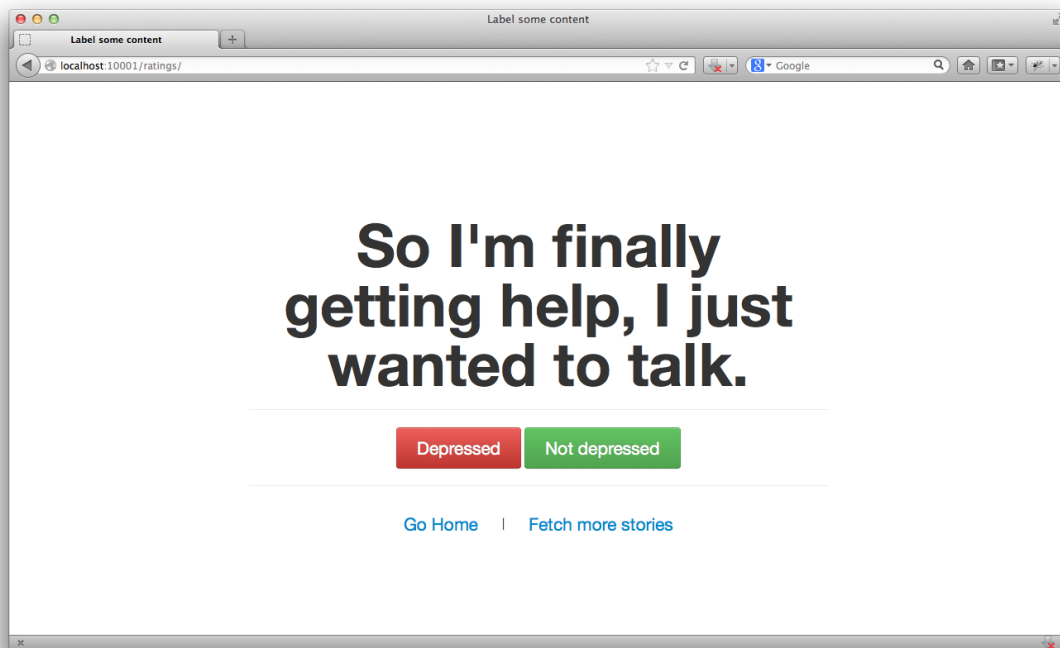 Label some content
Label some content
localhost:10001/ratings/
Google
So I'm finally
getting help, I just
wanted to talk.
Depressed Not depressed
Go Home | Fetch more stories